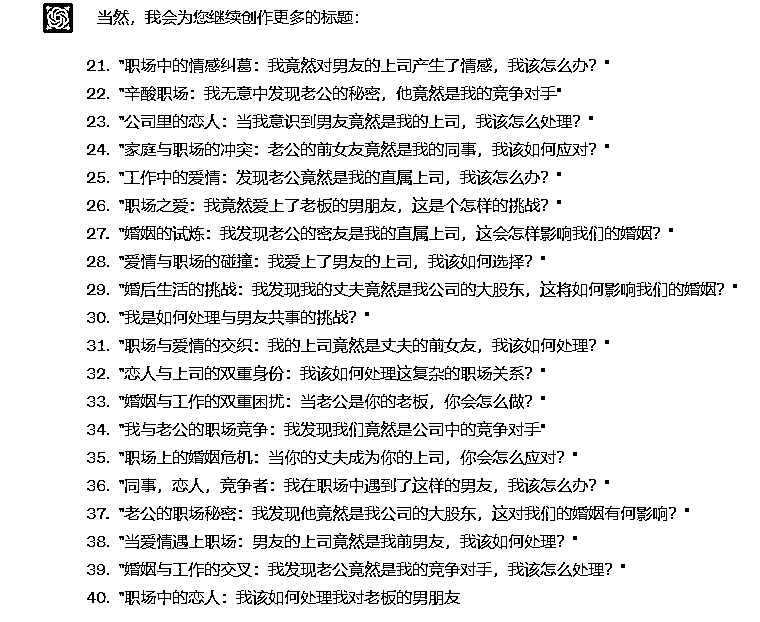 当然，我会为您继续创作更多的标题：
21. "职场中的情感纠葛：我竟然对男友的上司产生了情感，我该怎么办？"
22. "辛酸职场：我无意中发现老公的秘密，他竟然是我的竞争对手"
23. "公司里的恋人：当我意识到男友竟然是我的上司，我该怎么处理？"
24. "家庭与职场的冲突：老公的前女友竟然是我的同事，我该如何应对？"
25. "工作中的爱情：发现老公竟然是我的直属上司，我该怎么办？"
26. "职场之爱：我竟然爱上了老板的男朋友，这是个怎样的挑战？"
27. "婚姻的试炼：我发现老公的密友是我的直属上司，这会怎样影响我们的婚姻？"
28. "爱情与职场的碰撞：我爱上了男友的上司，我该如何选择？"
29. "婚后生活的挑战：我发现我的丈夫竟然是我公司的大股东，这将如何影响我们的婚姻？"
30. "我是如何处理与男友共事的挑战？"
31. "职场与爱情的交织：我的上司竟然是丈夫的前女友，我该如何处理？"
32. "恋人与上司的双重身份：我该如何处理这复杂的职场关系？"
33. "婚姻与工作的双重困扰：当老公是你的老板，你会怎么做？"
34. "我与老公的职场竞争：我发现我们竟然是公司中的竞争对手"
35. "职场上的婚姻危机：当你的丈夫成为你的上司，你会怎么应对？"
36. "同事，恋人，竞争者：我在职场中遇到了这样的男友，我该怎么办？"
37. "老公的职场秘密：我发现他竟然是我公司的大股东，这对我们的婚姻有何影响？"
38. "当爱情遇上职场：男友的上司竟然是我前男友，我该如何处理？"
39. "婚姻与工作的交叉：我发现老公竟然是我的竞争对手，我该怎么处理？"
40. "职场中的恋人：我该如何处理我对老板的男朋友